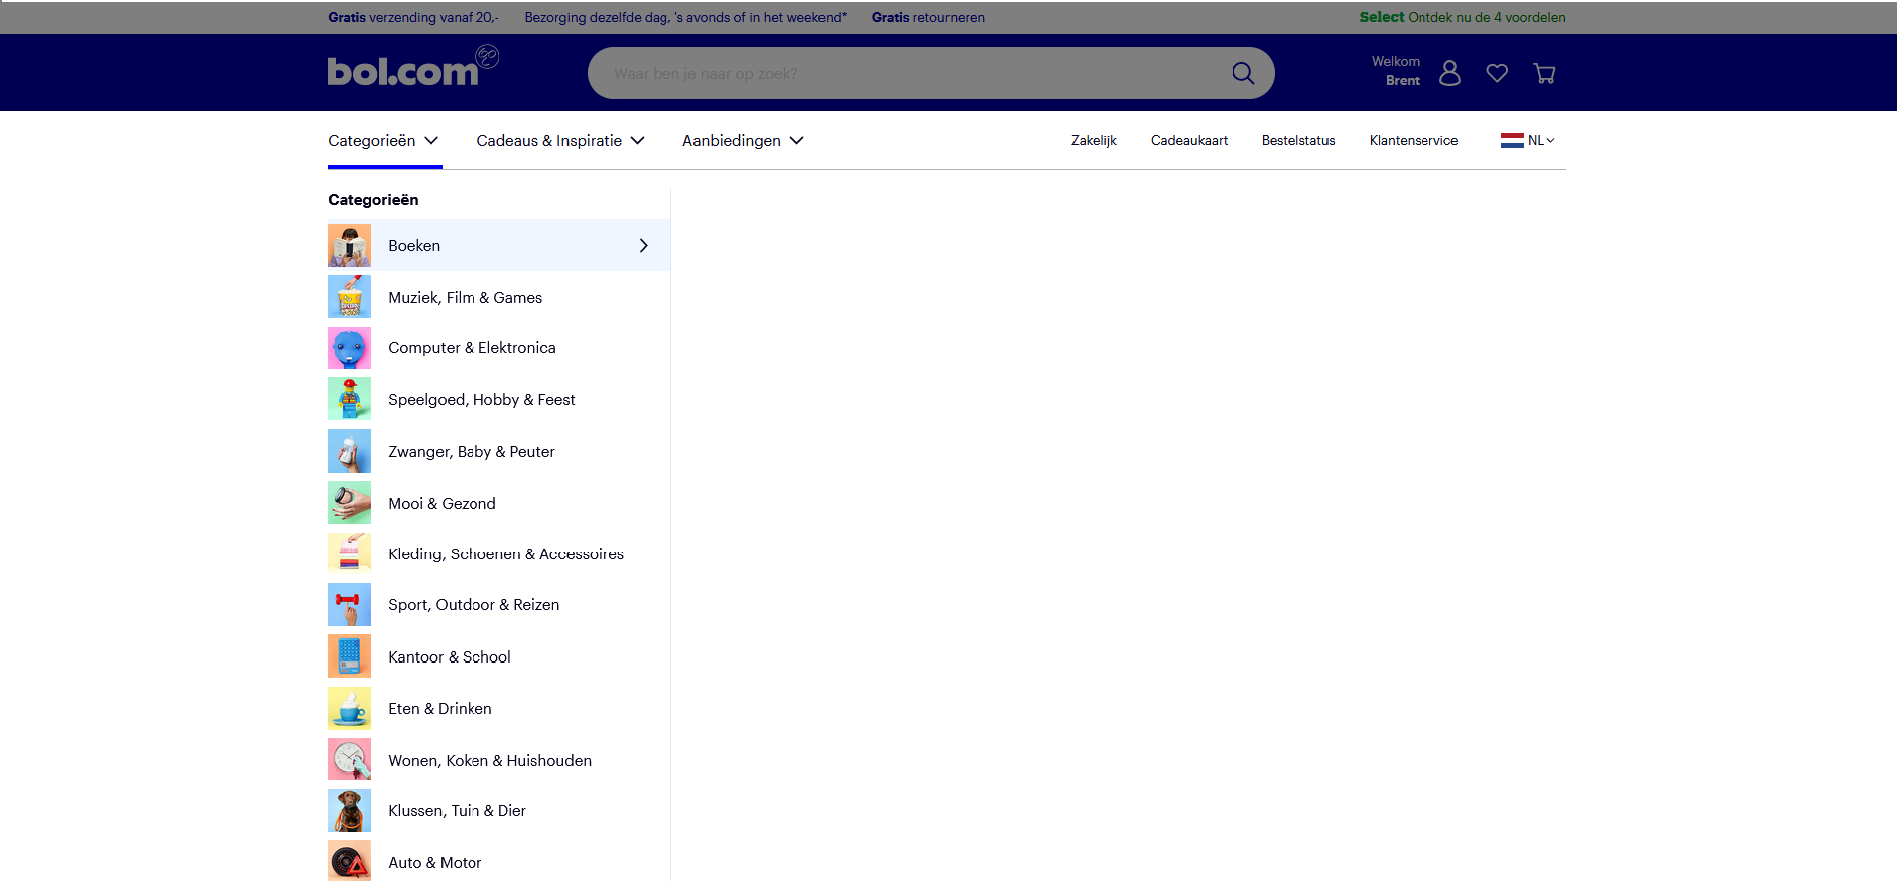 Gratis verzending vanaf 20,- Bezorging dezelfde dag, 's avonds of in het weekend* Gratis retourneren Select Ontdek nu de 4 voordelen
bol.com
Waar ben je naar op zoek?
Welkom
Brent
Categorieën Cadeaus & Inspiratie Aanbiedingen Zakelijk Cadeaukaart Bestelstatus Klantenservice NL
Categorieën
Boeken
Muziek, Film & Games
Computer & Elektronica
Speelgoed, Hobby & Feest
Zwanger, Baby & Peuter
Mooi & Gezond
Kleding, Schoenen & Accessoires
Sport, Outdoor & Reizen
Kantoor & School
Eten & Drinken
Wonen, Koken & Huishouden
Klussen, Tuin & Dier
Auto & Motor